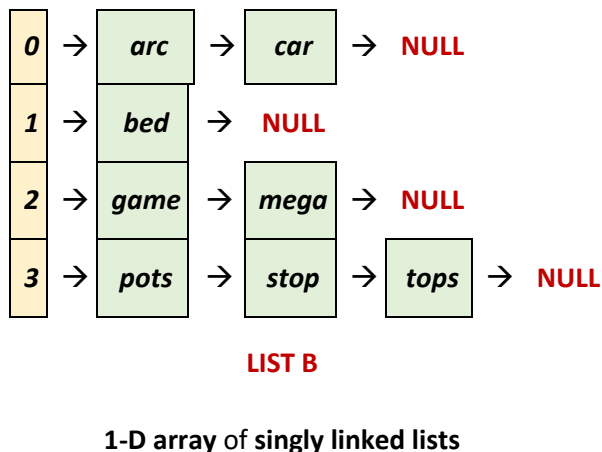 0 → arc → car → NULL
1 → bed → NULL
2 → game → mega → NULL
3 → pots → stop → tops → NULL
LIST B
1-D array of singly linked lists